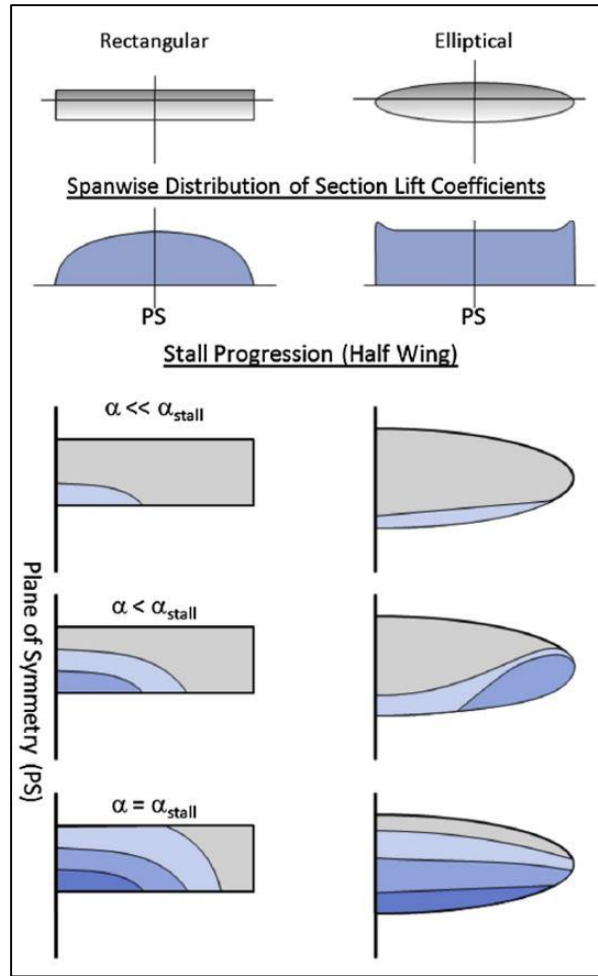 Rectangular
Elliptical
Spanwise Distribution of Section Lift Coefficients
PS
PS
Stall Progression (Half Wing)
α << αstall
Plane of Symmetry (PS)
α < αstall
α = αstall